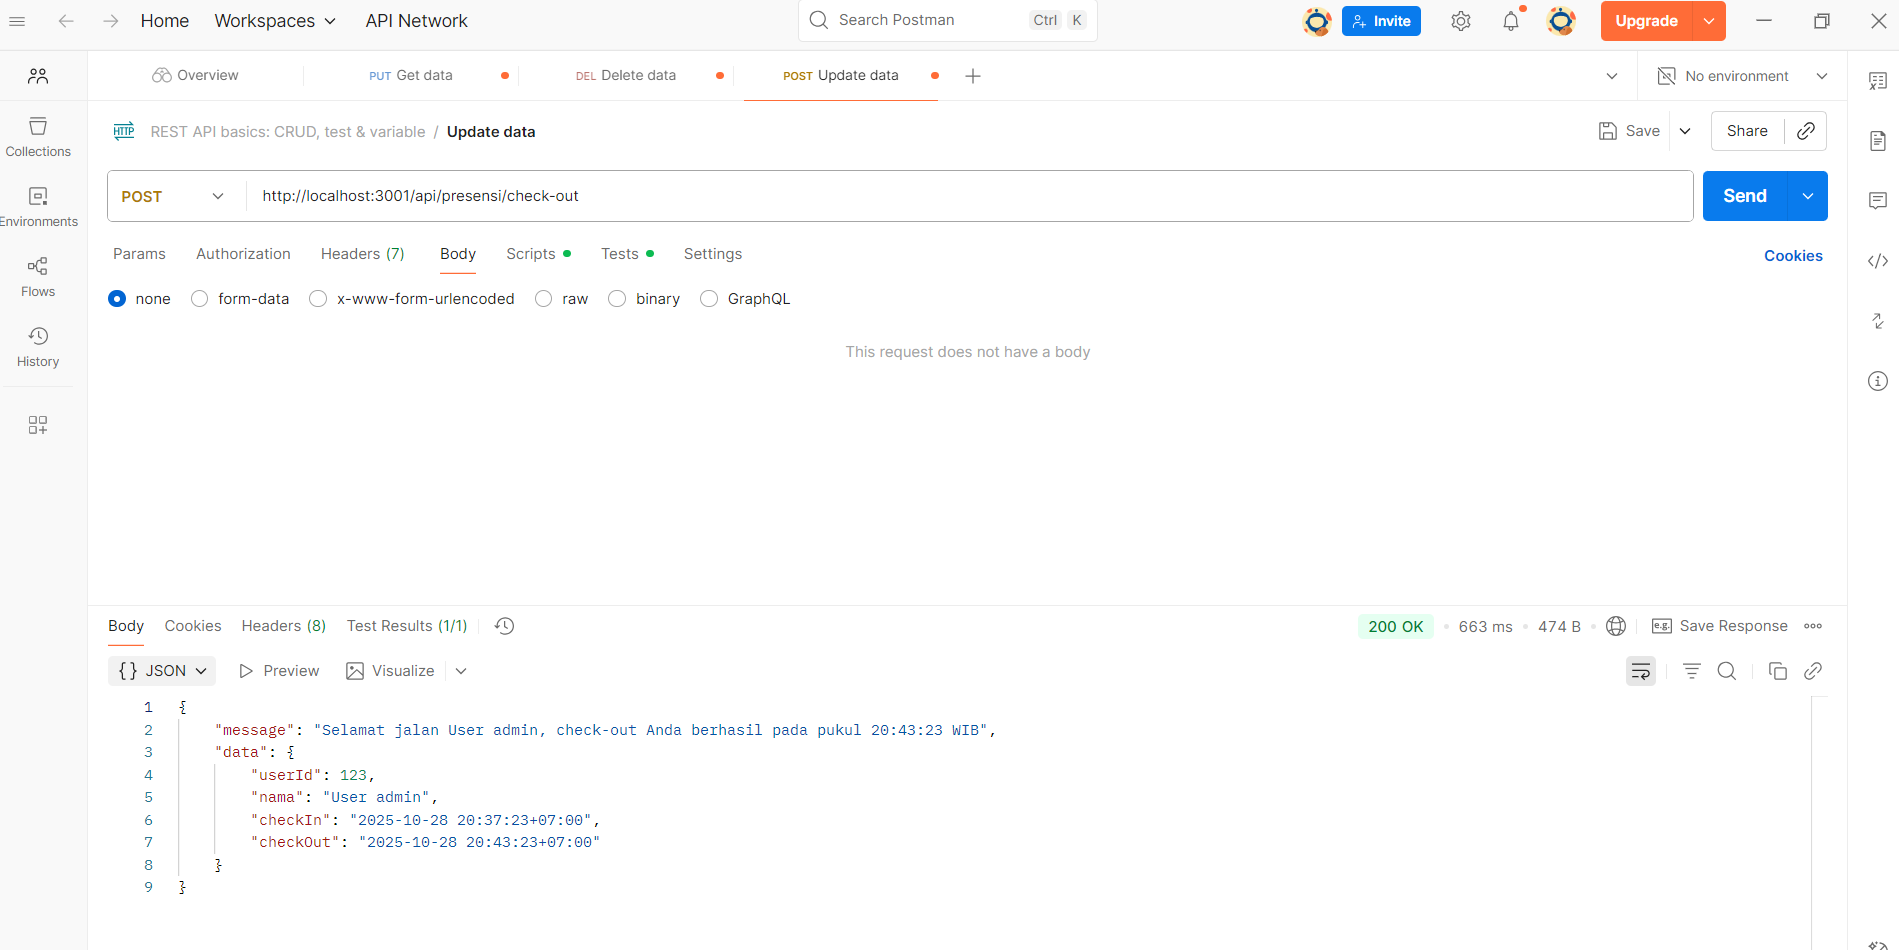 Home Workspaces API Network Search Postman Ctrl K Invite Upgrade
Overview PUT Get data DEL Delete data POST Update data No environment
HTTP REST API basics: CRUD, test & variable / Update data Save Share
Collections
Environments
Flows
History
POST http://localhost:3001/api/presensi/check-out Send
Params Authorization Headers (7) Body Scripts Tests Settings Cookies
none form-data x-www-form-urlencoded raw binary GraphQL
This request does not have a body
Body Cookies Headers (8) Test Results (1/1) 200 OK 663 ms 474 B e.g. Save Response
{} JSON Preview Visualize
1 {
2 "message": "Selamat jalan User admin, check-out Anda berhasil pada pukul 20:43:23 WIB",
3 "data": {
4 "userId": 123,
5 "nama": "User admin",
6 "checkIn": "2025-10-28 20:37:23+07:00",
7 "checkOut": "2025-10-28 20:43:23+07:00"
8 }
9 }